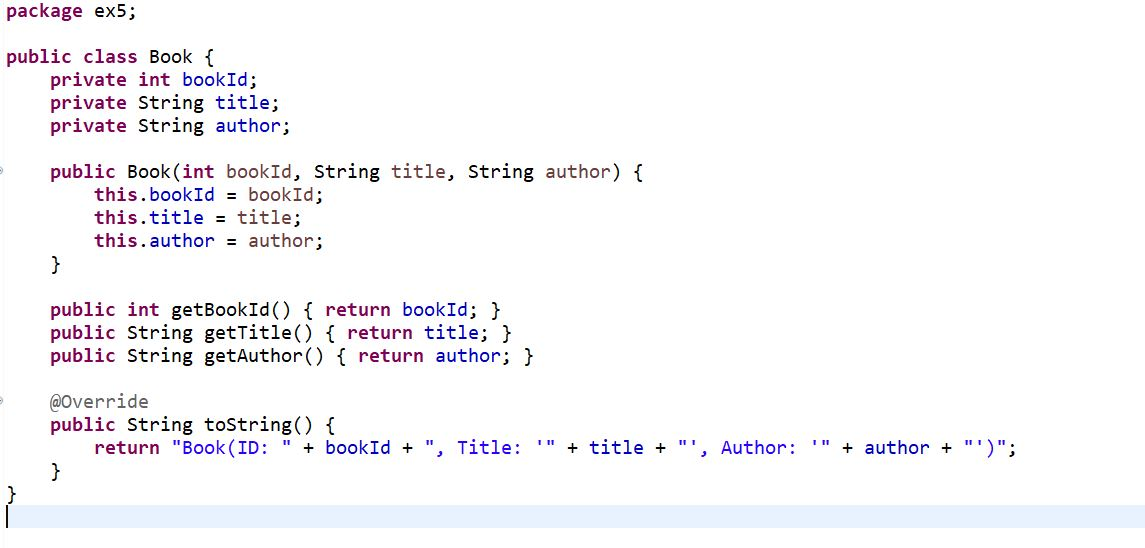 package ex5;
public class Book {
    private int bookId;
    private String title;
    private String author;
    public Book(int bookId, String title, String author) {
        this.bookId = bookId;
        this.title = title;
        this.author = author;
    }
    public int getBookId() { return bookId; }
    public String getTitle() { return title; }
    public String getAuthor() { return author; }
    @Override
    public String toString() {
        return "Book(ID: " + bookId + ", Title: '" + title + "', Author: '" + author + "')";
    }
}